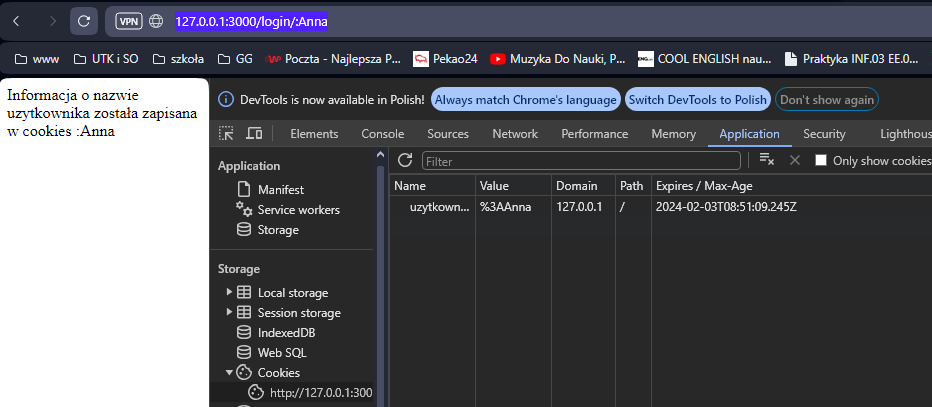 VPN 127.0.0.1:3000/login/:Anna
www UTK i SO szkoła GG Poczta - Najlepsza P... Pekao24 Muzyka Do Nauki, P... COOL ENGLISH nau... Praktyka INF.03 EE.0...
Informacja o nazwie
uzytkownika została zapisana
w cookies :Anna
DevTools is now available in Polish! Always match Chrome's language Switch DevTools to Polish Don't show again
Elements Console Sources Network Performance Memory Application Security Lighthous
Application
Manifest
Service workers
Storage
Storage
Local storage
Session storage
IndexedDB
Web SQL
Cookies
http://127.0.0.1:300
Filter Only show cookies
Name Value Domain Path Expires / Max-Age
uzytkown... %3AAnna 127.0.0.1 / 2024-02-03T08:51:09.245Z